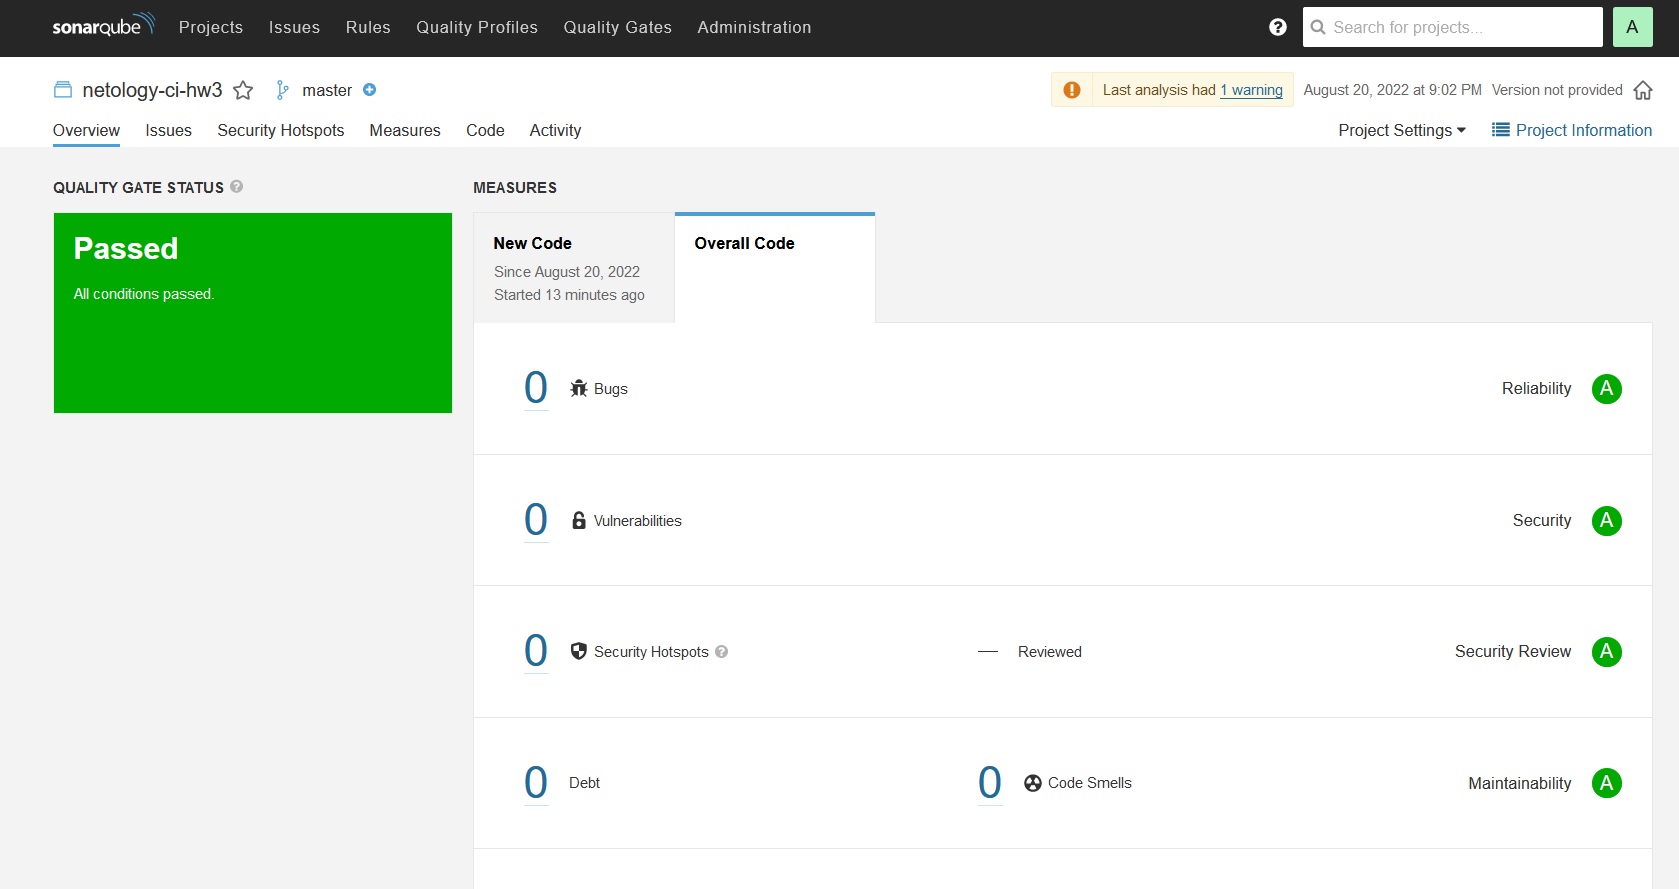 sonarqube Projects Issues Rules Quality Profiles Quality Gates Administration ? Search for projects... A
netology-ci-hw3 master Last analysis had 1 warning August 20, 2022 at 9:02 PM Version not provided
Overview Issues Security Hotspots Measures Code Activity Project Settings Project Information
QUALITY GATE STATUS ? MEASURES
Passed
All conditions passed.
New Code
Since August 20, 2022
Started 13 minutes ago
Overall Code
0 Bugs Reliability A
0 Vulnerabilities Security A
0 Security Hotspots ? — Reviewed Security Review A
0 Debt 0 Code Smells Maintainability A